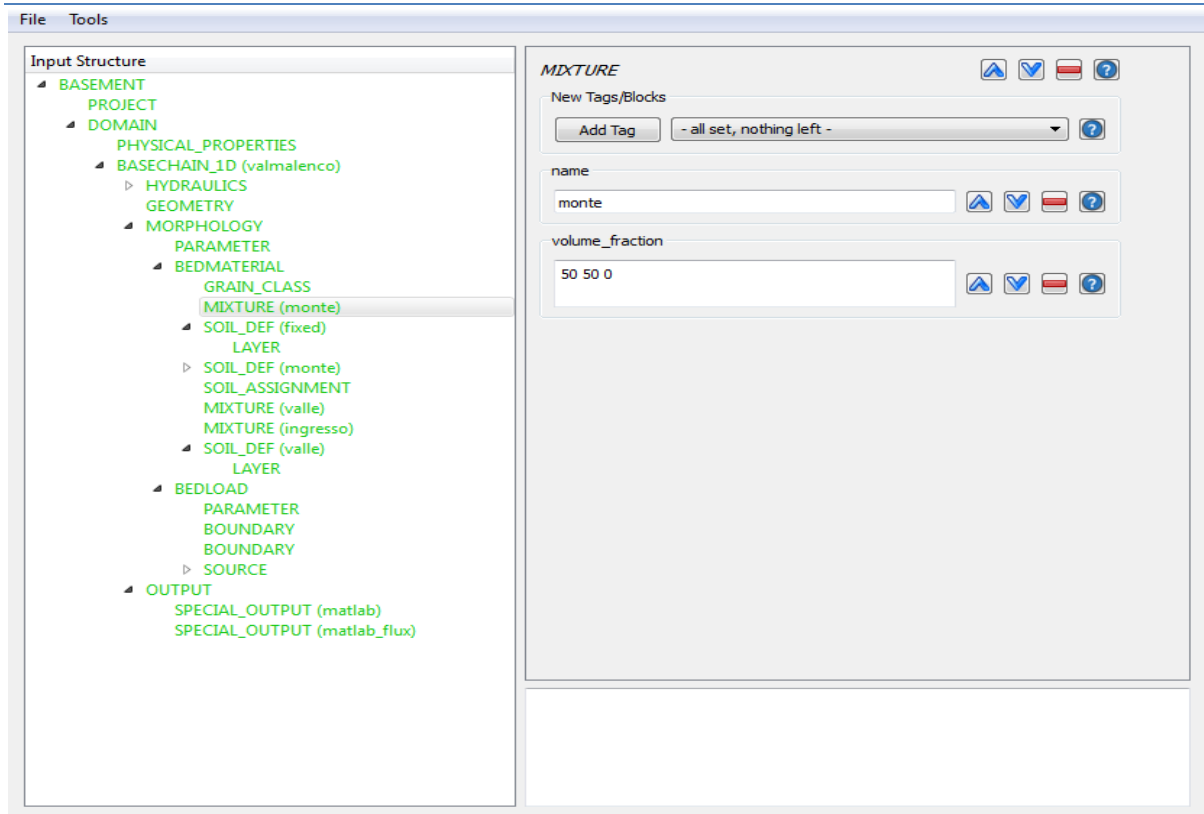 File Tools
Input Structure
BASEMENT
PROJECT
DOMAIN
PHYSICAL_PROPERTIES
BASECHAIN_1D (valmalenco)
HYDRAULICS
GEOMETRY
MORPHOLOGY
PARAMETER
BEDMATERIAL
GRAIN_CLASS
MIXTURE (monte)
SOIL_DEF (fixed)
LAYER
SOIL_DEF (monte)
SOIL_ASSIGNMENT
MIXTURE (valle)
MIXTURE (ingresso)
SOIL_DEF (valle)
LAYER
BEDLOAD
PARAMETER
BOUNDARY
BOUNDARY
SOURCE
OUTPUT
SPECIAL_OUTPUT (matlab)
SPECIAL_OUTPUT (matlab_flux)
MIXTURE
New Tags/Blocks
Add Tag - all set, nothing left -
name
monte
volume_fraction
50 50 0